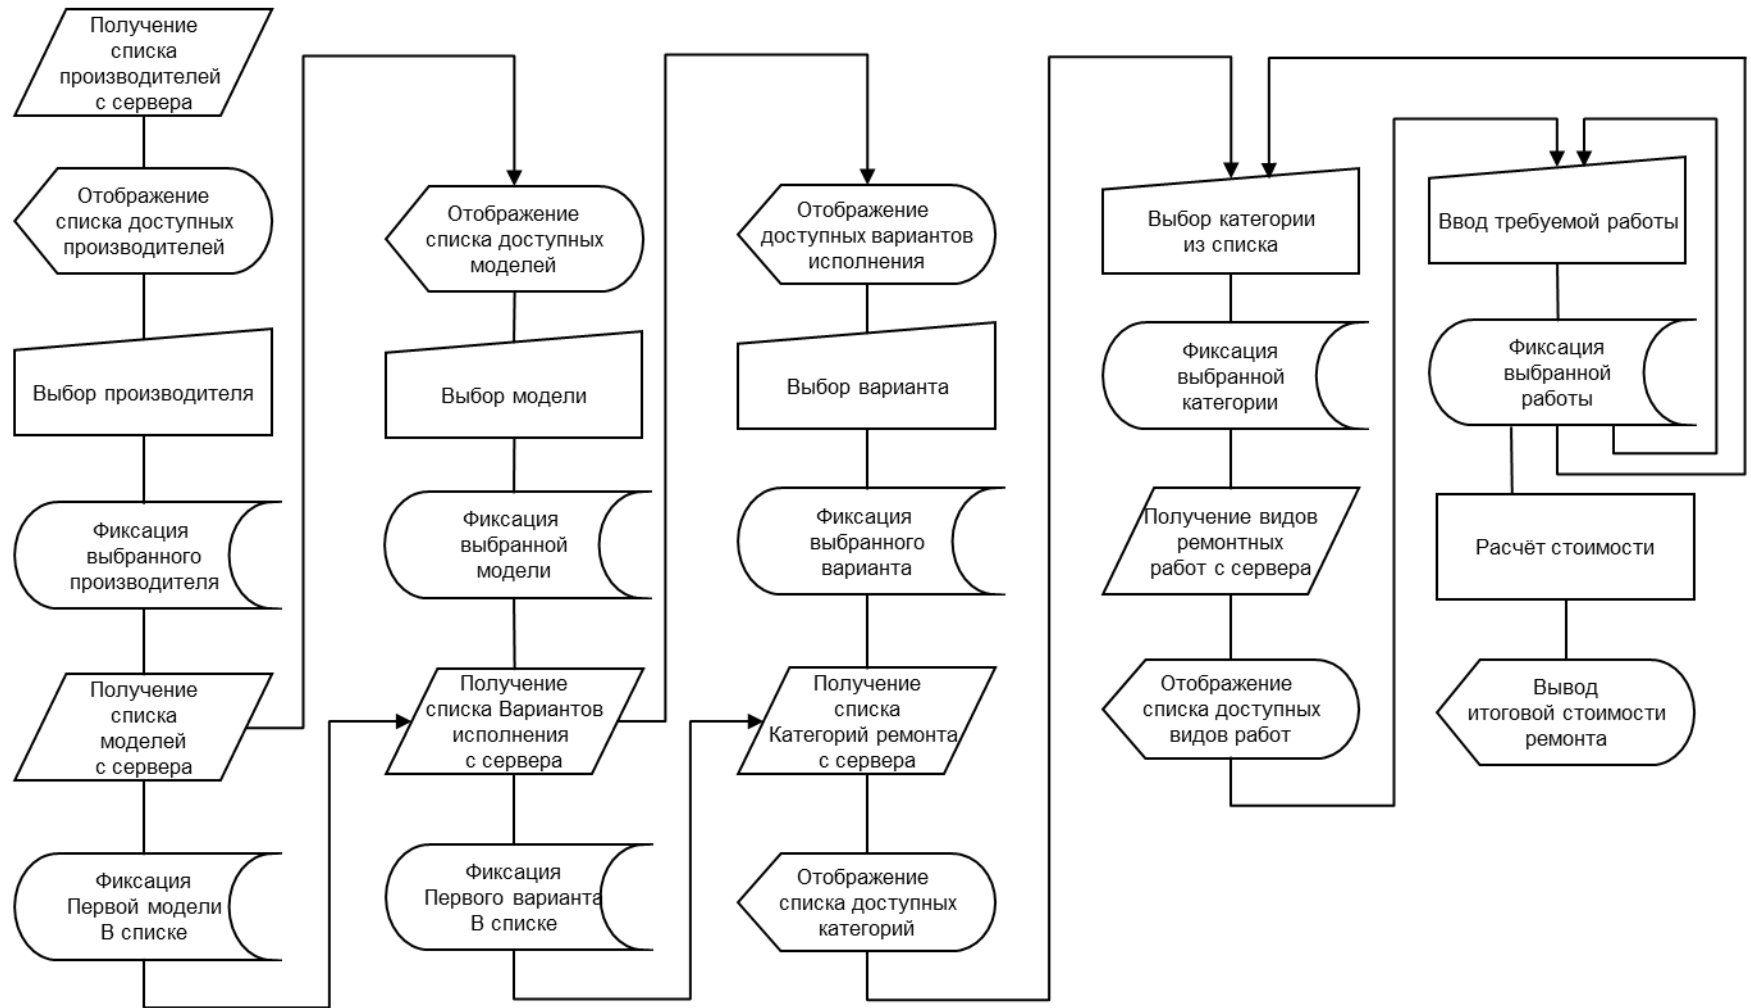 Получение
списка
производителей
с сервера
Отображение
списка доступных
производителей
Выбор производителя
Фиксация
выбранного
производителя
Получение
списка
моделей
с сервера
Фиксация
Первой модели
В списке
Отображение
списка доступных
моделей
Выбор модели
Фиксация
выбранной
модели
Получение
списка Вариантов
исполнения
с сервера
Фиксация
Первого варианта
В списке
Отображение
доступных вариантов
исполнения
Выбор варианта
Фиксация
выбранного
варианта
Получение
списка
Категорий ремонта
с сервера
Отображение
списка доступных
категорий
Выбор категории
из списка
Фиксация
выбранной
категории
Получение видов
ремонтных
работ с сервера
Отображение
списка доступных
видов работ
Ввод требуемой работы
Фиксация
выбранной
работы
Расчёт стоимости
Вывод
итоговой стоимости
ремонта